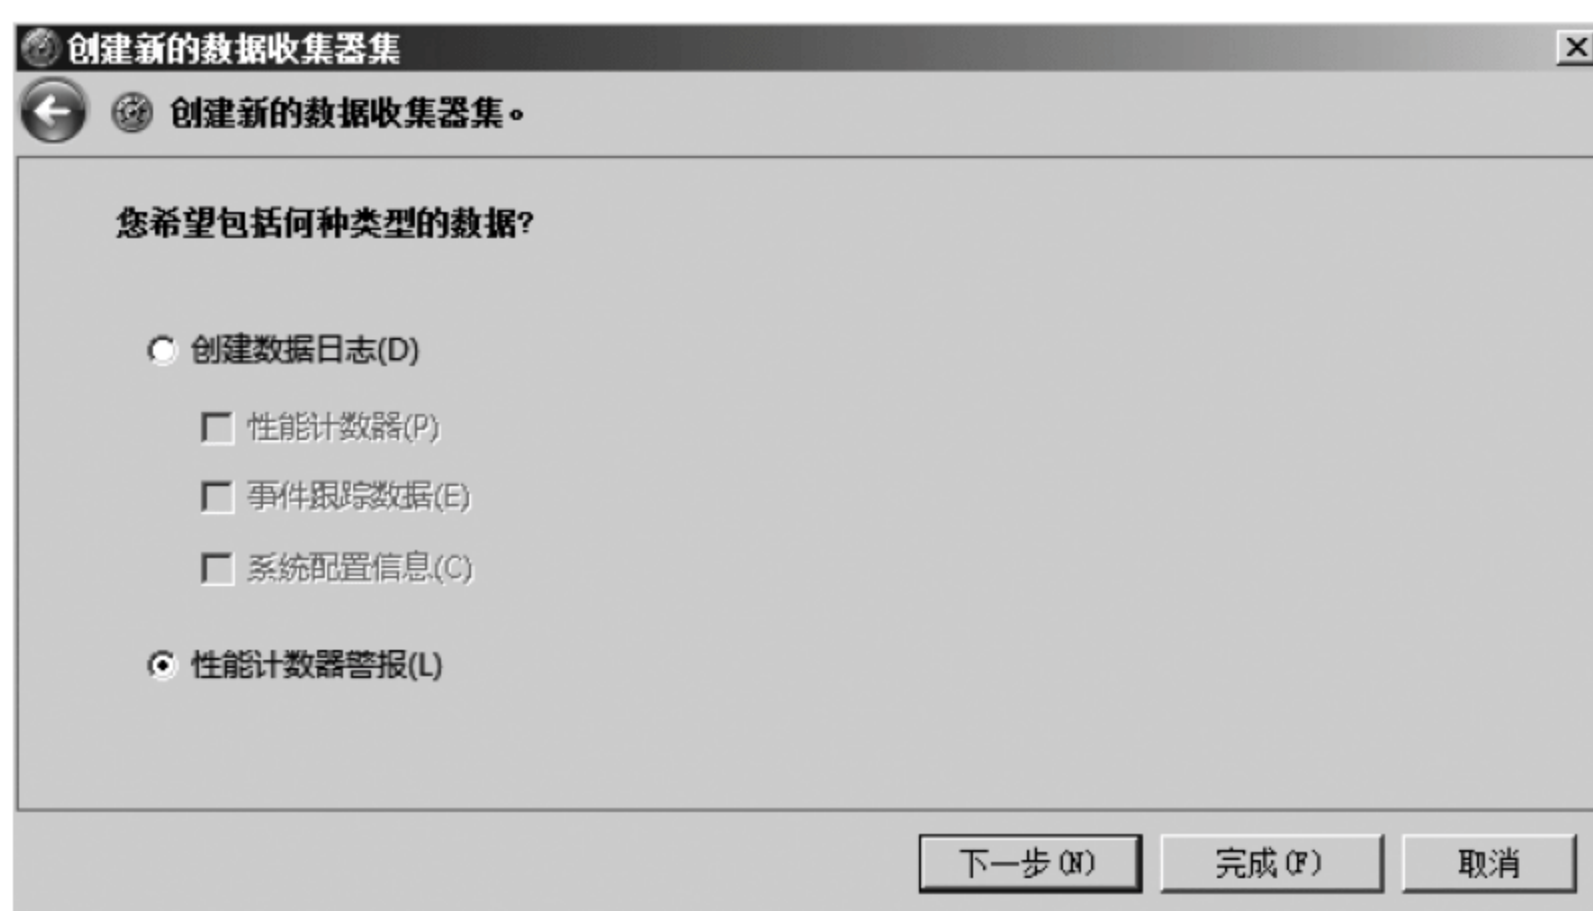 创建新的数据收集器集
创建新的数据收集器集。
您希望包括何种类型的数据?
创建数据日志(D)
性能计数器(P)
事件跟踪数据(E)
系统配置信息(C)
性能计数器警报(L)
下一步(N) 完成(F) 取消